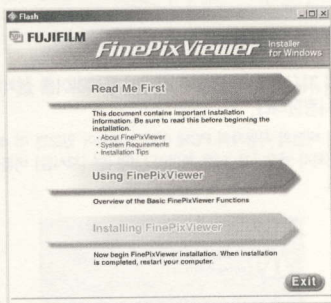 Flash
FUJIFILM
FinePixViewer Installer for Windows
Read Me First
This document contains important installation
information. Be sure to read this before beginning the
installation.
- About FinePixViewer
- System Requirements
- Installation Tips
Using FinePixViewer
Overview of the Basic FinePixViewer Functions
Installing FinePixViewer
Now begin FinePixViewer installation. When installation
is completed, restart your computer.
Exit